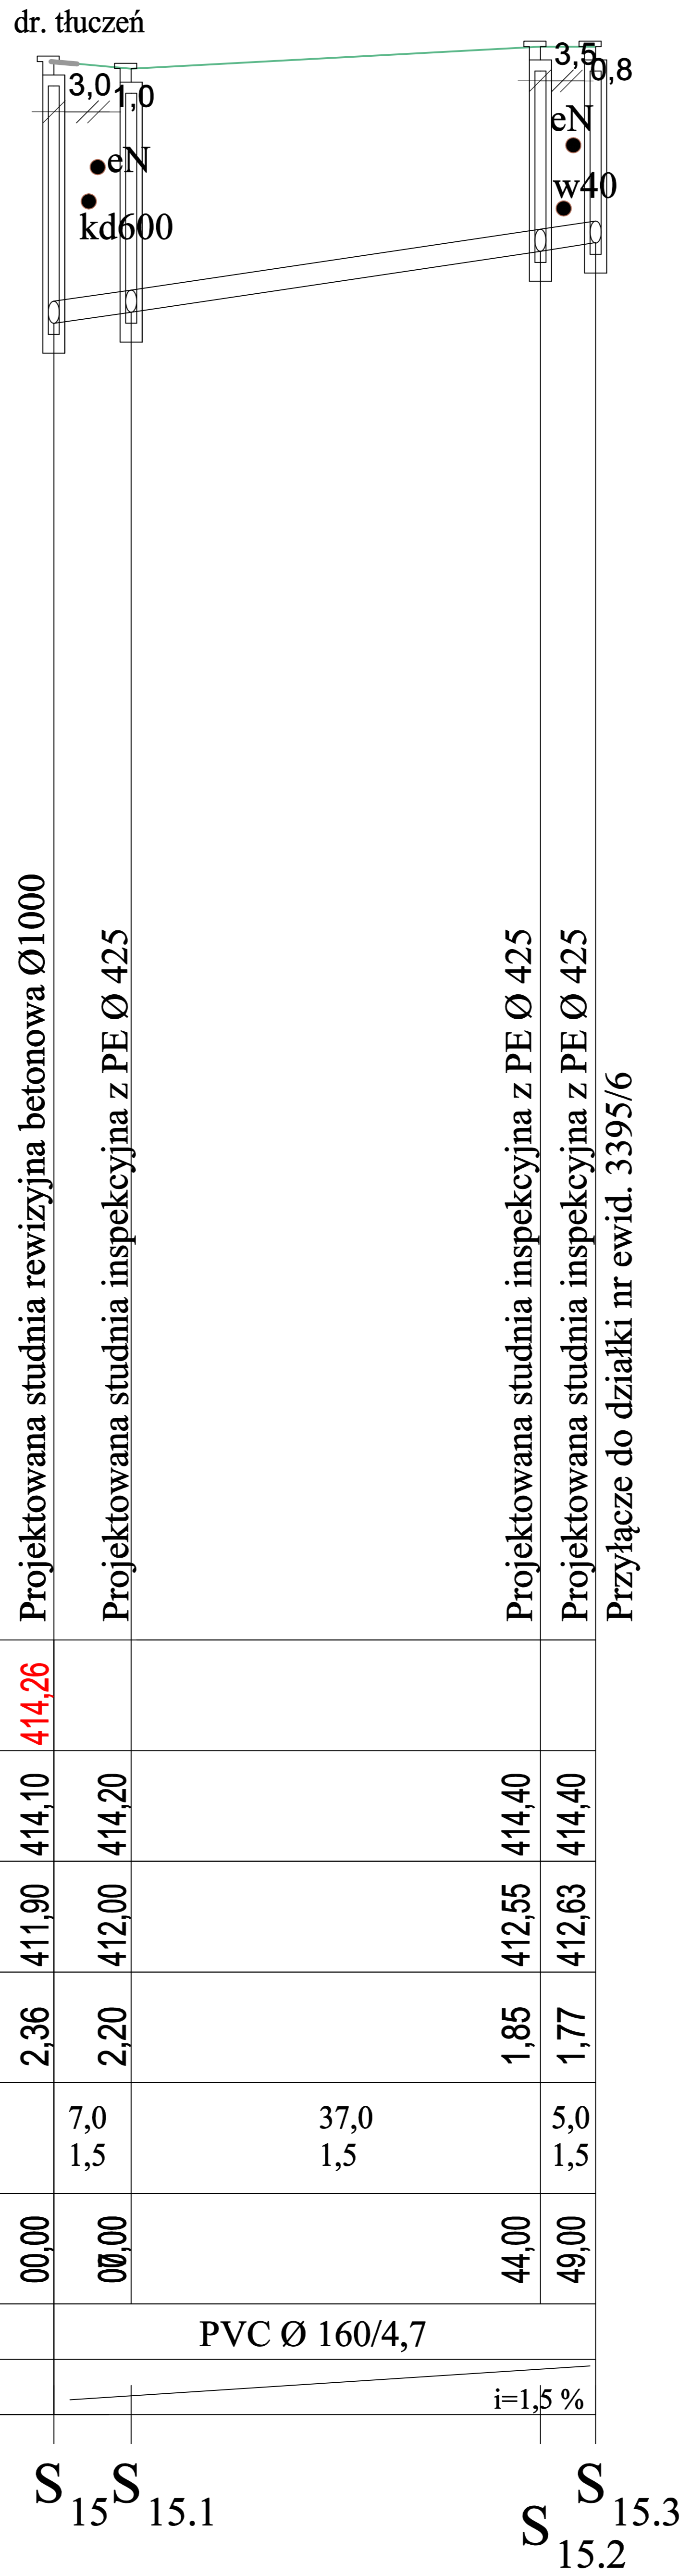 dr. tłuczeń
3,0
1,0
3,5
0,8
eN
kd600
eN
w40
Projektowana studnia rewizyjna betonowa Ø1000
Projektowana studnia inspekcyjna z PE Ø 425
Projektowana studnia inspekcyjna z PE Ø 425
Projektowana studnia inspekcyjna z PE Ø 425
Przyłącze do działki nr ewid. 3395/6
414,26
414,10 414,20 414,40 414,40
411,90 412,00 412,55 412,63
2,36 2,20 1,85 1,77
7,0 37,0 5,0
1,5 1,5 1,5
00,00 44,00 49,00
PVC Ø 160/4,7
i=1,5 %
S15 S15.1 S15.2 S15.3